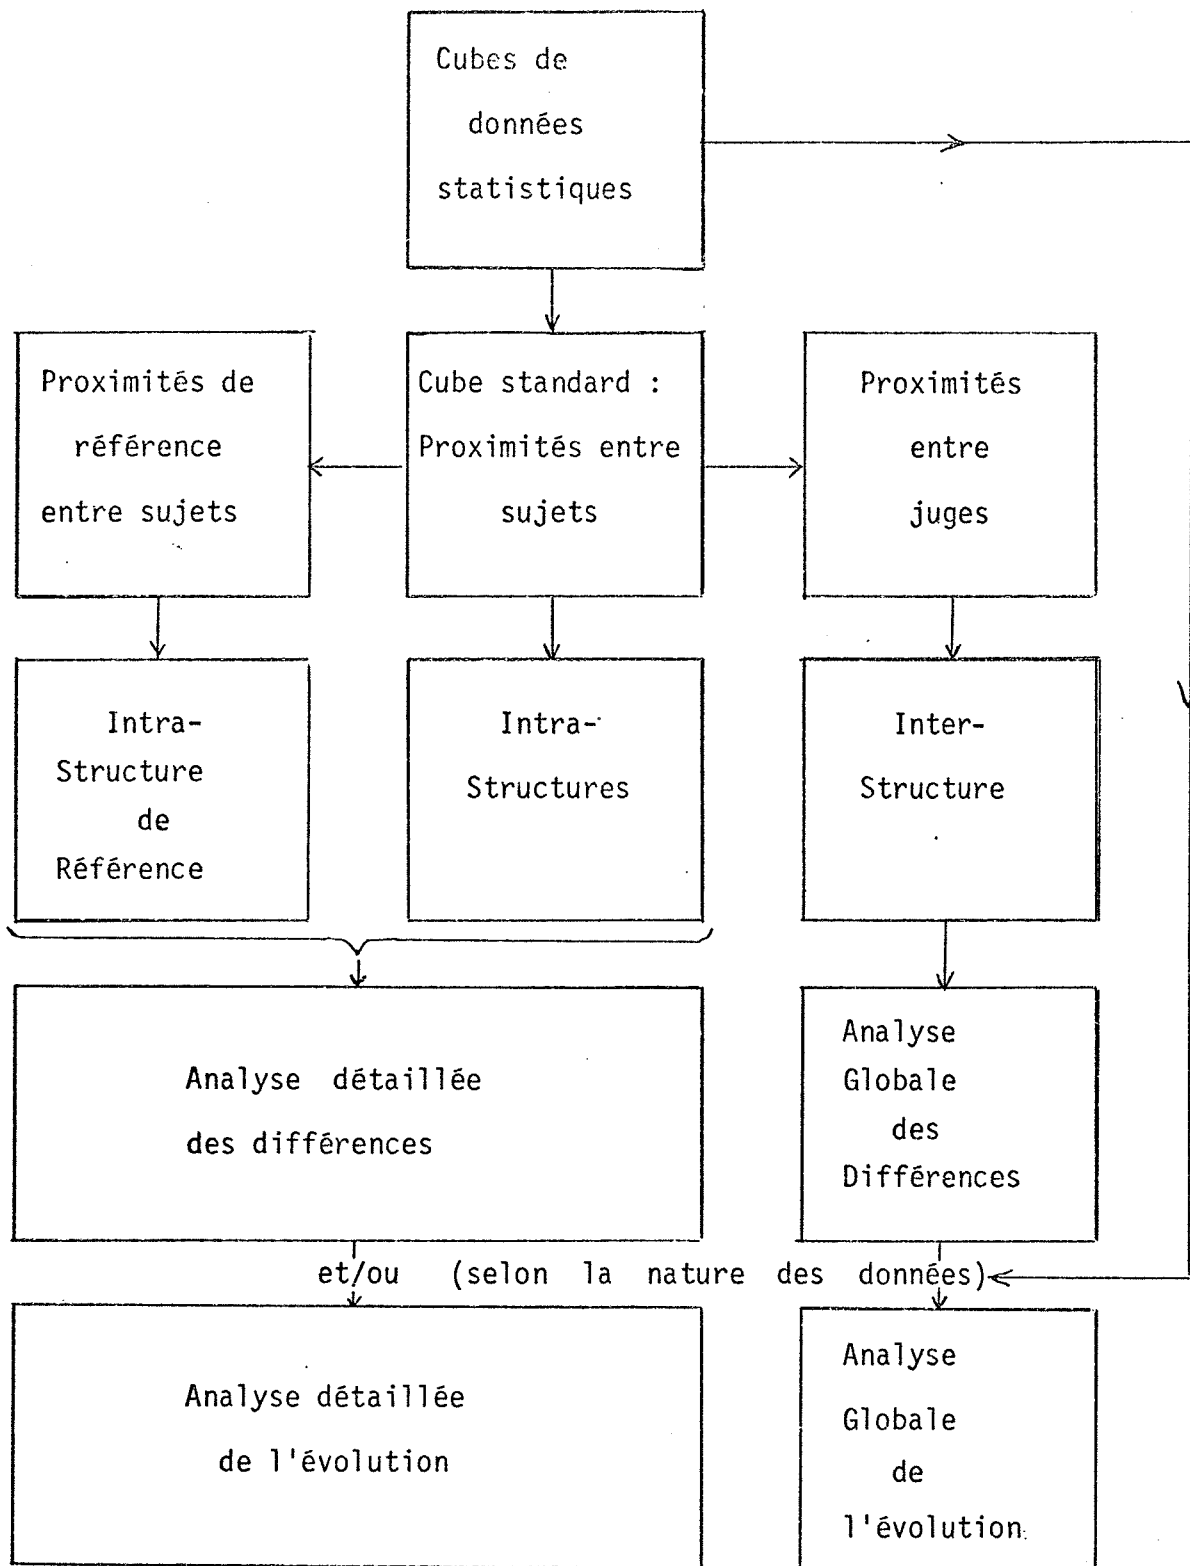 Cubes de
données
statistiques
Proximités de
référence
entre sujets
Cube standard :
Proximités entre
sujets
Proximités
entre
juges
Intra-
Structure
de
Référence
Intra-
Structures
Inter-
Structure
Analyse détaillée
des différences
Analyse
Globale
des
Différences
et/ou (selon la nature des données)
Analyse détaillée
de l'évolution
Analyse
Globale
de
l'évolution